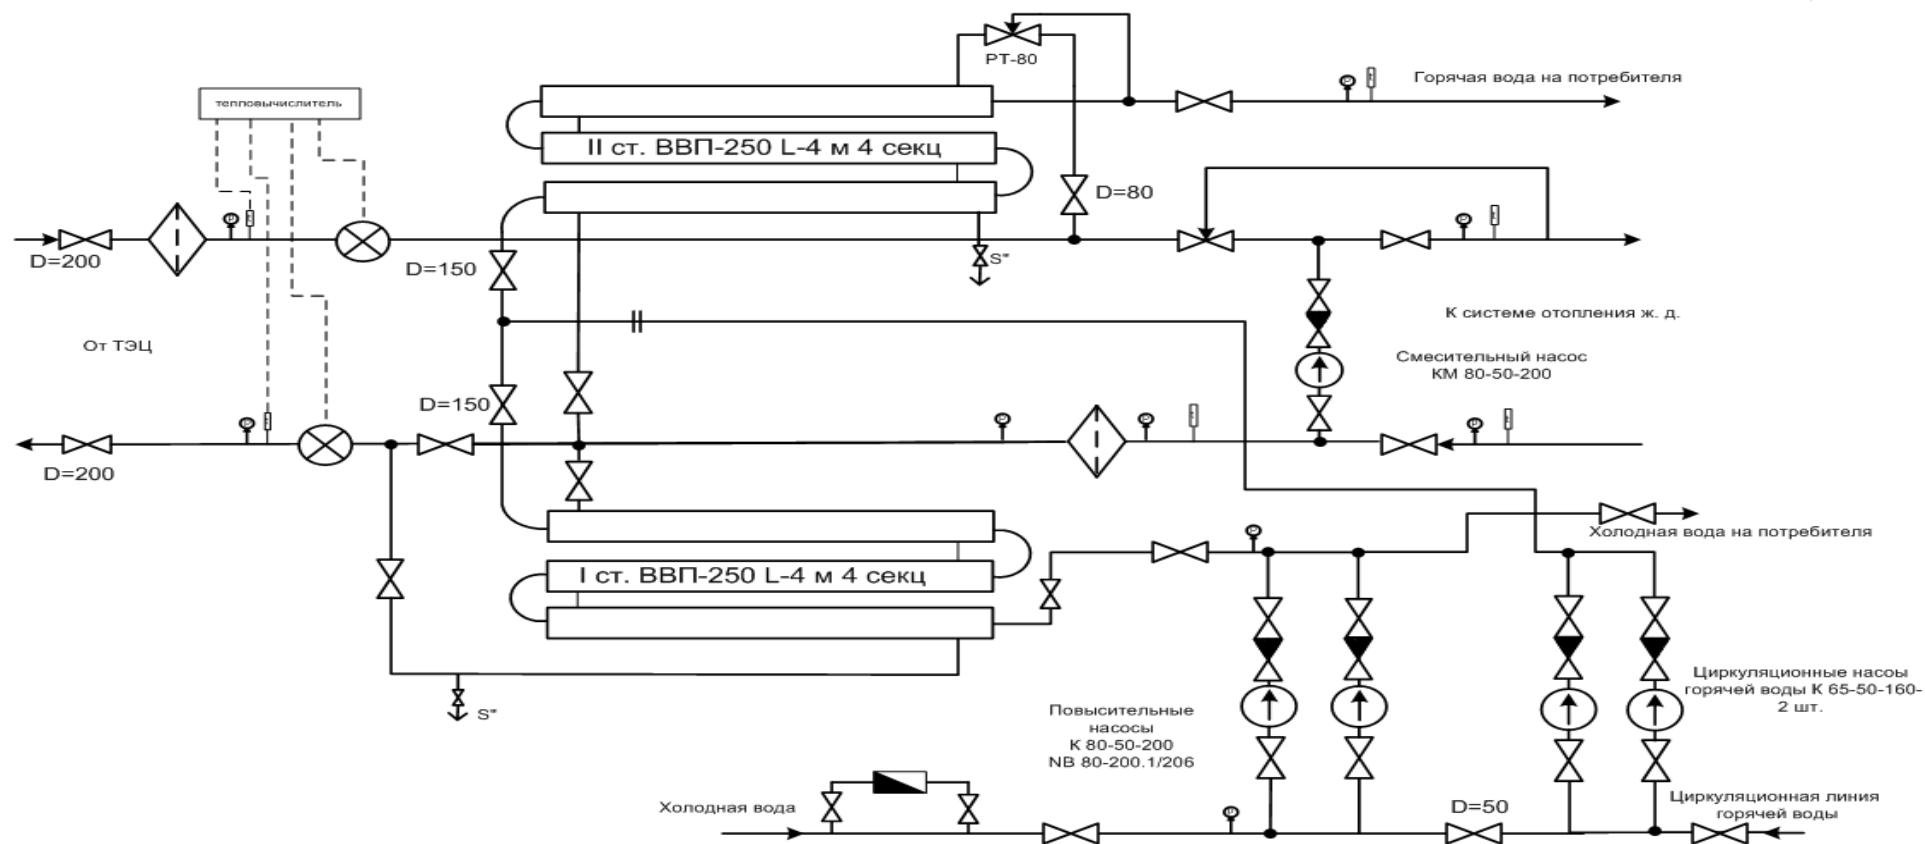 РТ-80
Горячая вода на потребителя
тепловычислитель
II ст. ВВП-250 L-4 м 4 секц
D=80
D=200
D=150
S"
К системе отопления ж. д.
От ТЭЦ
Смесительный насос
КМ 80-50-200
D=150
D=200
Холодная вода на потребителя
I ст. ВВП-250 L-4 м 4 секц
Циркуляционные насоы
горячей воды К 65-50-160-
2 шт.
S"
Повысительные
насосы
К 80-50-200
NB 80-200.1/206
Холодная вода
D=50
Циркуляционная линия
горячей воды